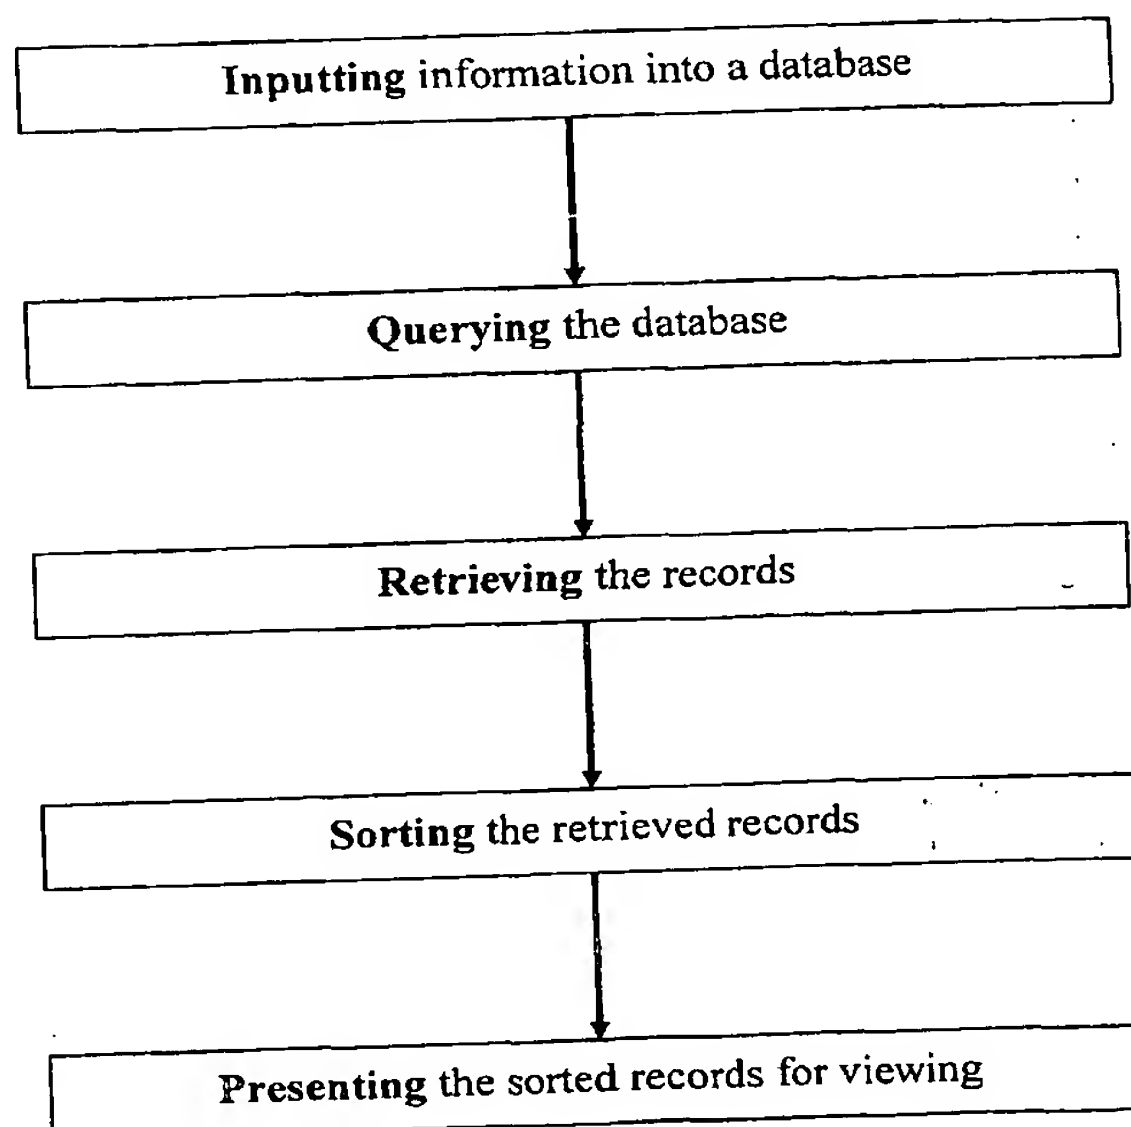 Inputting information into a database
Querying the database
Retrieving the records
Sorting the retrieved records
Presenting the sorted records for viewing